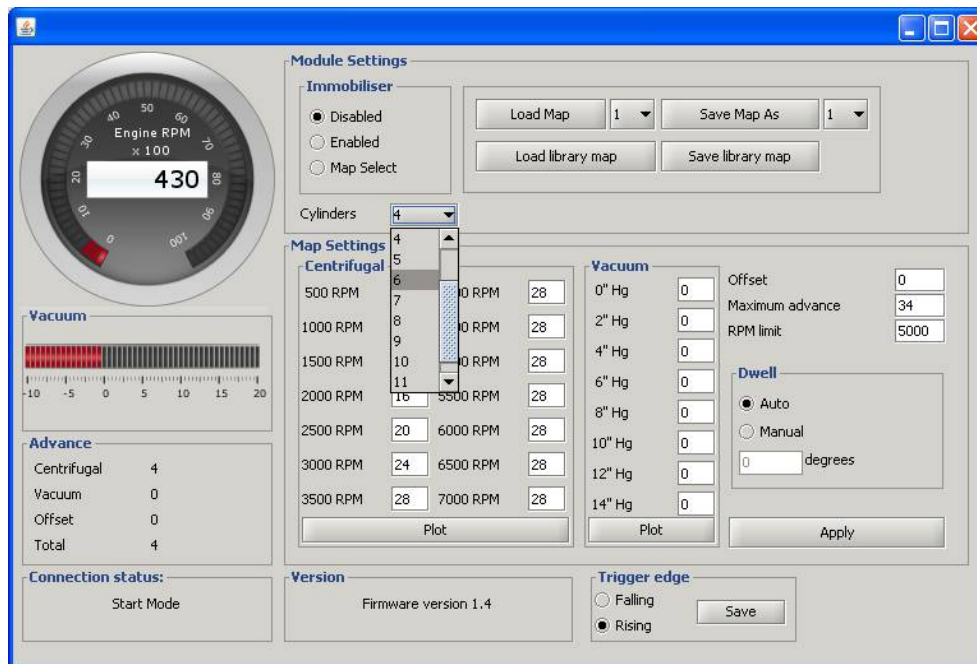 Module Settings
Immobiliser
Disabled
Enabled
Map Select
Load Map 1 Save Map As 1
Load library map Save library map
Cylinders 4
4
5
6
7
8
9
10
11
Engine RPM
x 100
430
0 10 20 30 40 50 60 70 80 90 100
Vacuum
-10 -5 0 5 10 15 20
Advance
Centrifugal 4
Vacuum 0
Offset 0
Total 4
Connection status:
Start Mode
Map Settings
Centrifugal
500 RPM 0 RPM 28
1000 RPM 0 RPM 28
1500 RPM 0 RPM 28
2000 RPM 16 5500 RPM 28
2500 RPM 20 6000 RPM 28
3000 RPM 24 6500 RPM 28
3500 RPM 28 7000 RPM 28
Plot
Vacuum
0" Hg 0
2" Hg 0
4" Hg 0
6" Hg 0
8" Hg 0
10" Hg 0
12" Hg 0
14" Hg 0
Plot
Offset 0
Maximum advance 34
RPM limit 5000
Dwell
Auto
Manual
0 degrees
Apply
Version
Firmware version 1.4
Trigger edge
Falling
Rising
Save